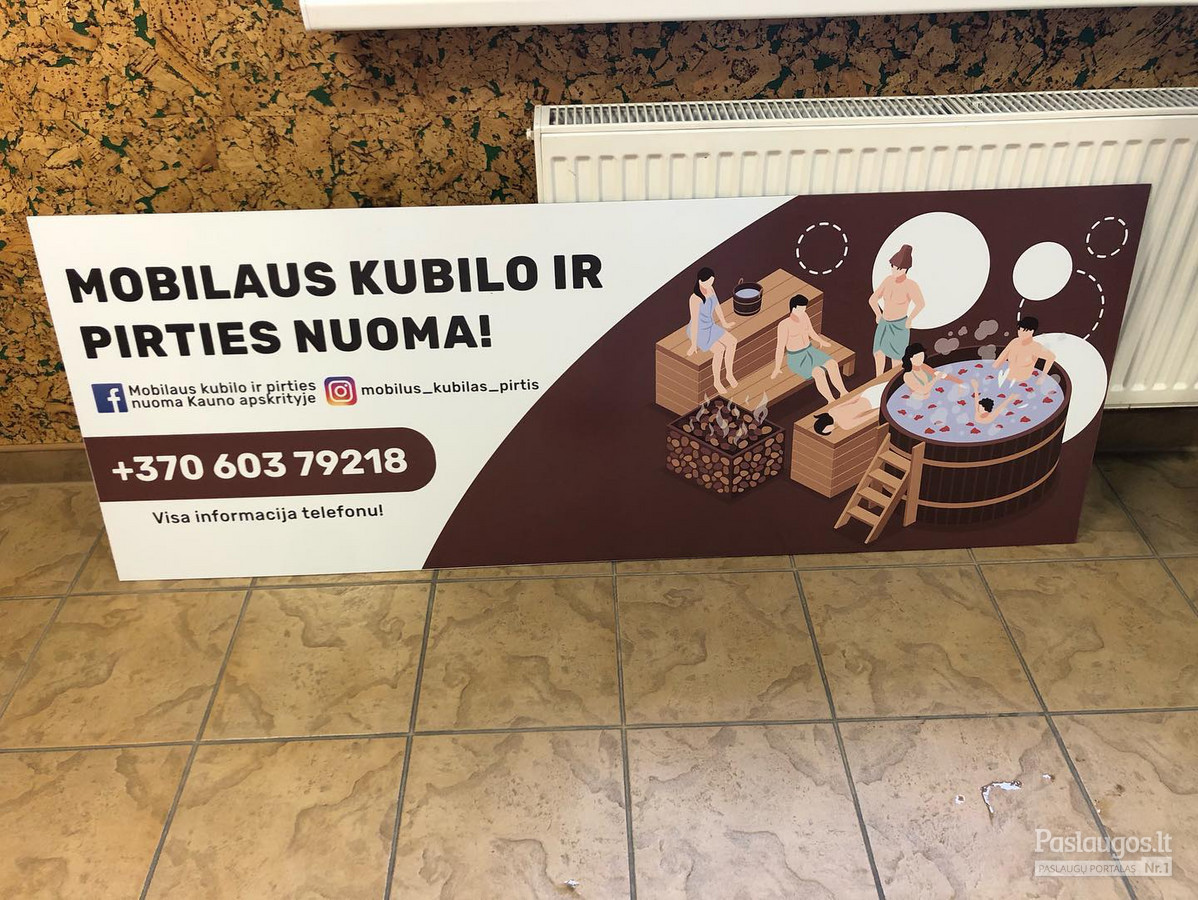 MOBILAUS KUBILO IR
PIRTIES NUOMA!
Mobilaus kubilo ir pirties
nuoma Kauno apskrityje
mobilus_kubilas_pirtis
+370 603 79218
Visa informacija telefonu!
Paslaugos.lt
PASLAUGŲ PORTALAS Nr.1